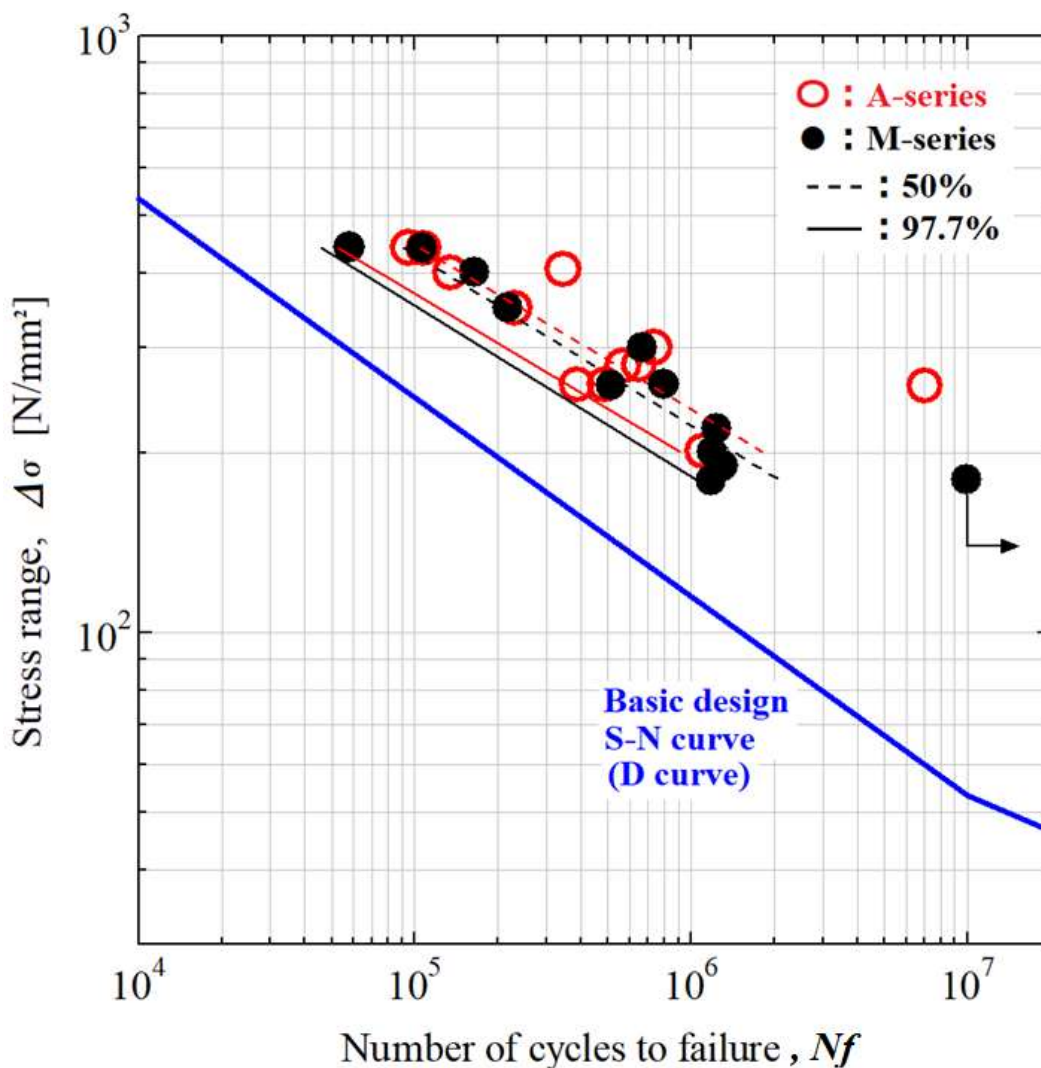 10³
: A-series
: M-series
: 50%
: 97.7%
Stress range, Δσ [N/mm²]
10²
Basic design
S-N curve
(D curve)
10⁴ 10⁵ 10⁶ 10⁷
Number of cycles to failure , Nf